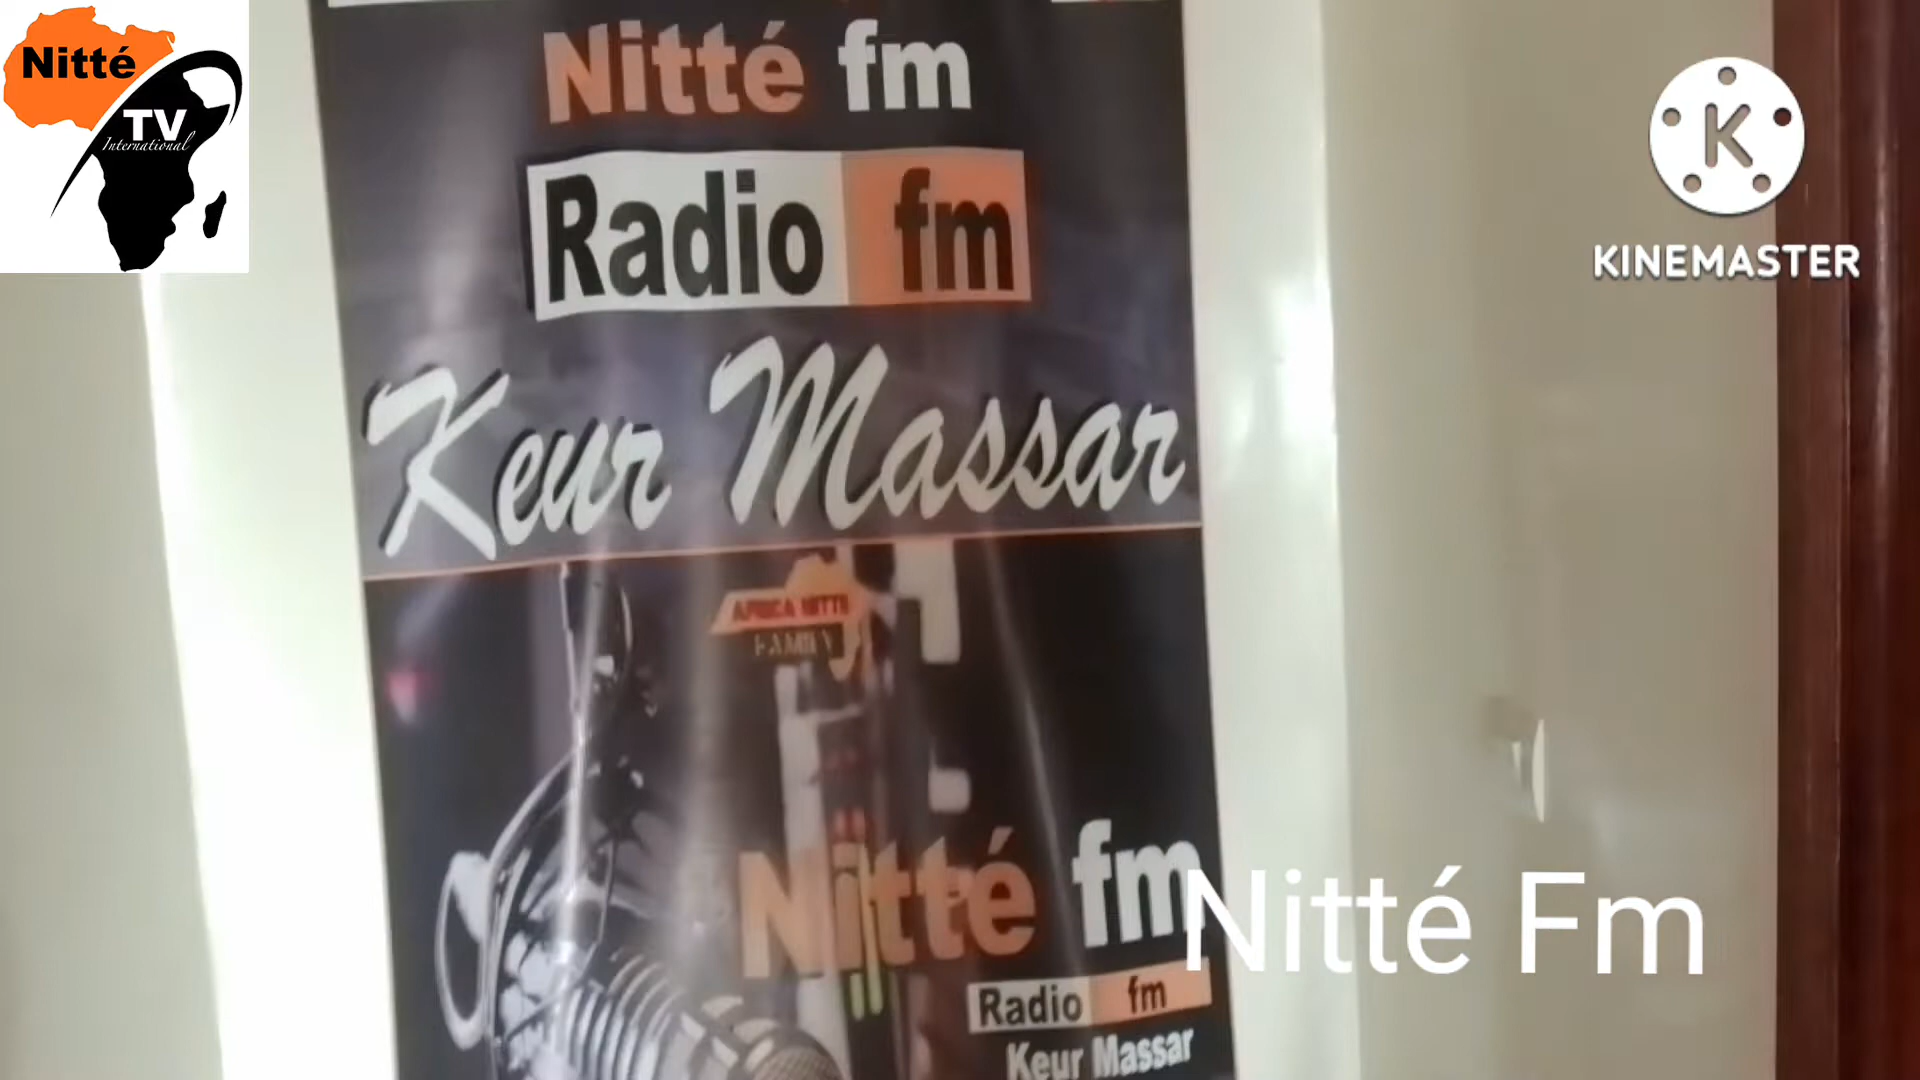 Nitté
TV
International
KINEMASTER
Nitté fm
Radio fm
Keur Massar
AFRICA NITTE
FAMILY
Nitté fm
Radio fm
Keur Massar
Nitté Fm